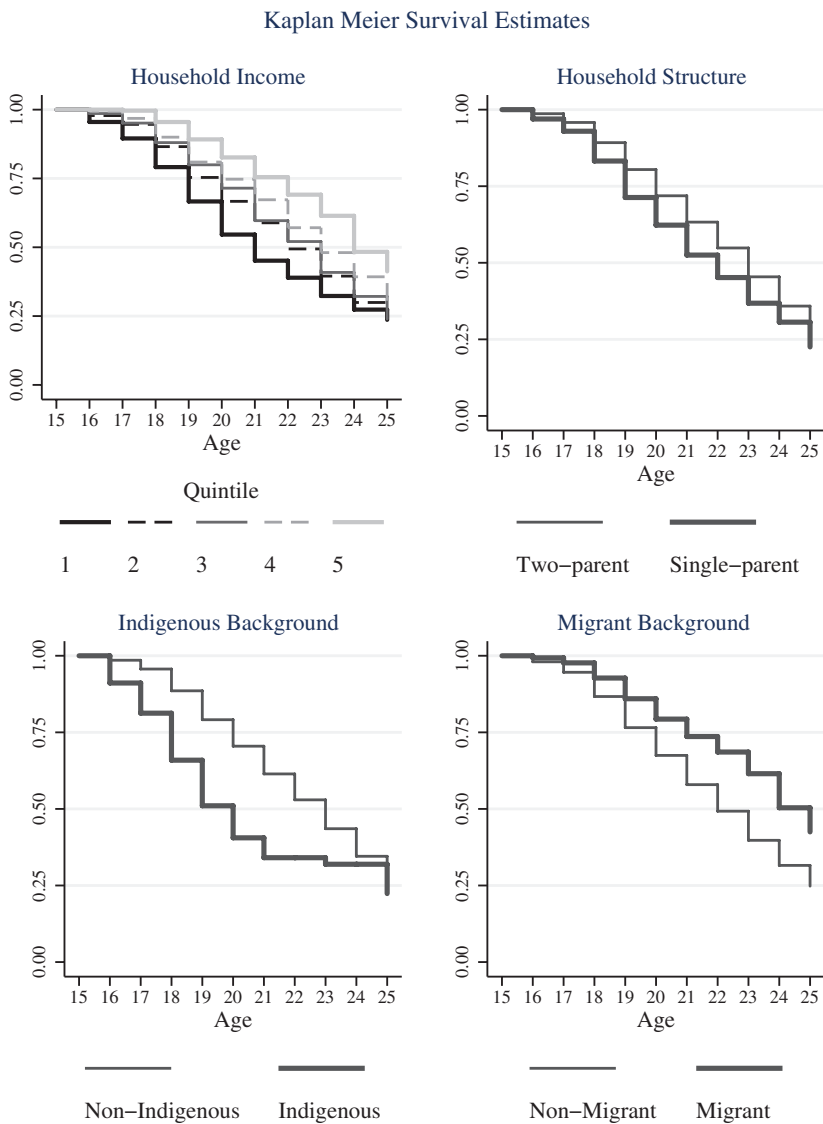 Kaplan Meier Survival Estimates
Household Income
1.00
0.75
0.50
0.25
0.00
15 16 17 18 19 20 21 22 23 24 25
Age
Quintile
1 2 3 4 5
Household Structure
1.00
0.75
0.50
0.25
0.00
15 16 17 18 19 20 21 22 23 24 25
Age
Two−parent Single−parent
Indigenous Background
1.00
0.75
0.50
0.25
0.00
15 16 17 18 19 20 21 22 23 24 25
Age
Non−Indigenous Indigenous
Migrant Background
1.00
0.75
0.50
0.25
0.00
15 16 17 18 19 20 21 22 23 24 25
Age
Non−Migrant Migrant